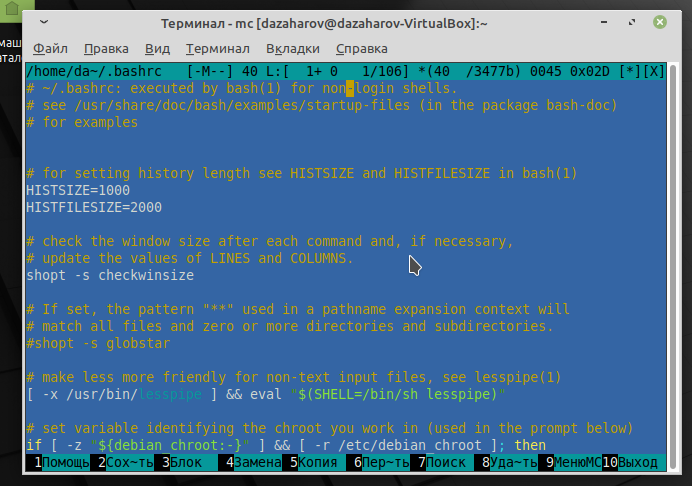 Терминал - mc [dazaharov@dazaharov-VirtualBox]:~
Файл Правка Вид Терминал Вкладки Справка
/home/da~/.bashrc [-M--] 40 L:[ 1+ 0 1/106] *(40 /3477b) 0045 0x02D [*][X]
# ~/.bashrc: executed by bash(1) for non-login shells.
# see /usr/share/doc/bash/examples/startup-files (in the package bash-doc)
# for examples
# for setting history length see HISTSIZE and HISTFILESIZE in bash(1)
HISTSIZE=1000
HISTFILESIZE=2000
# check the window size after each command and, if necessary,
# update the values of LINES and COLUMNS.
shopt -s checkwinsize
# If set, the pattern "**" used in a pathname expansion context will
# match all files and zero or more directories and subdirectories.
#shopt -s globstar
# make less more friendly for non-text input files, see lesspipe(1)
[ -x /usr/bin/lesspipe ] && eval "$(SHELL=/bin/sh lesspipe)"
# set variable identifying the chroot you work in (used in the prompt below)
if [ -z "${debian_chroot:-}" ] && [ -r /etc/debian_chroot ]; then
1Помощь 2Сох~ть 3Блок 4Замена 5Копия 6Пер~ть 7Поиск 8Уда~ть 9МенюMC 10Выход